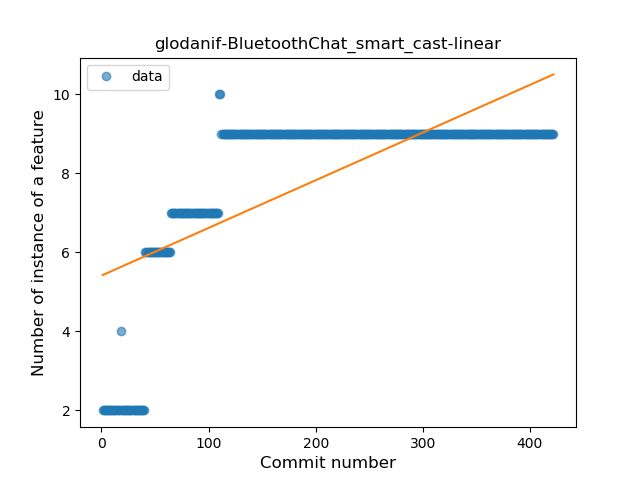 glodanif-BluetoothChat_smart_cast-linear
data
Number of instance of a feature
10
8
6
4
2
0
100
200
300
400
Commit number